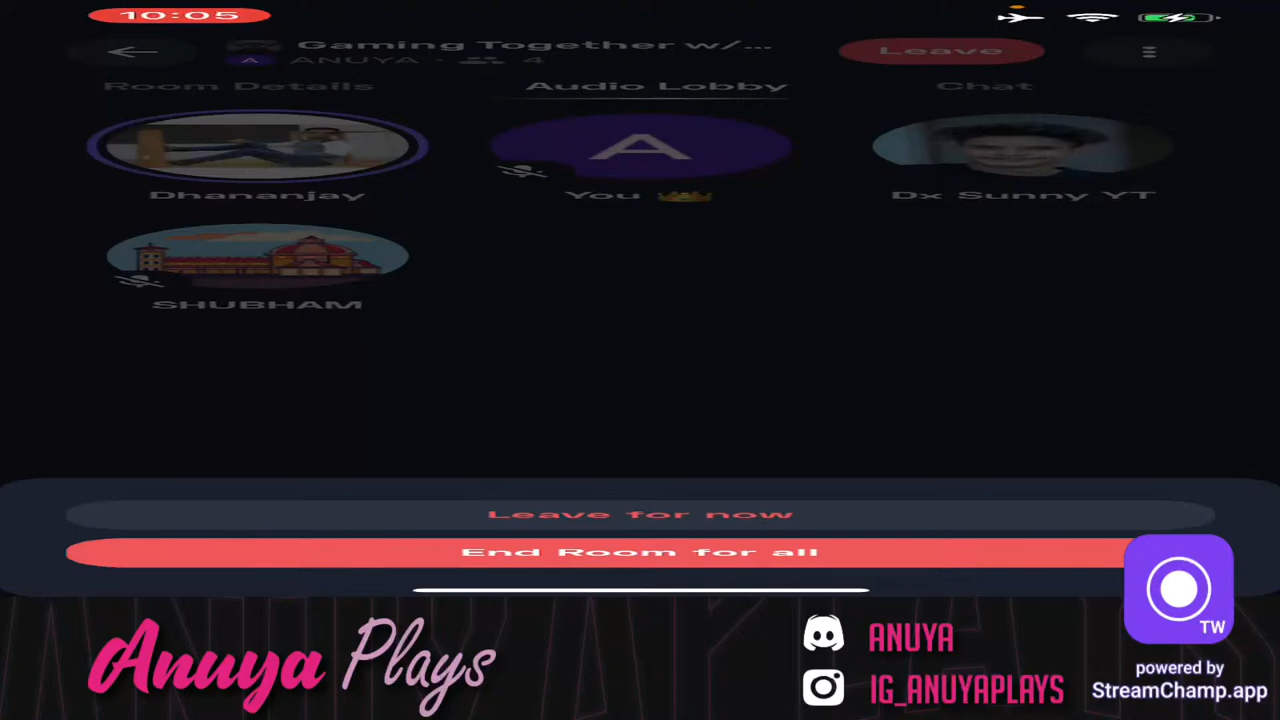 10:05
Gaming Together w/...
A ANUYA · 4
Leave
Room Details
Audio Lobby
Chat
A
Dhananjay
You
Dx Sunny YT
SHUBHAM
Leave for now
End Room for all
TW
powered by
StreamChamp.app
Anuya Plays
ANUYA
IG_ANUYAPLAYS